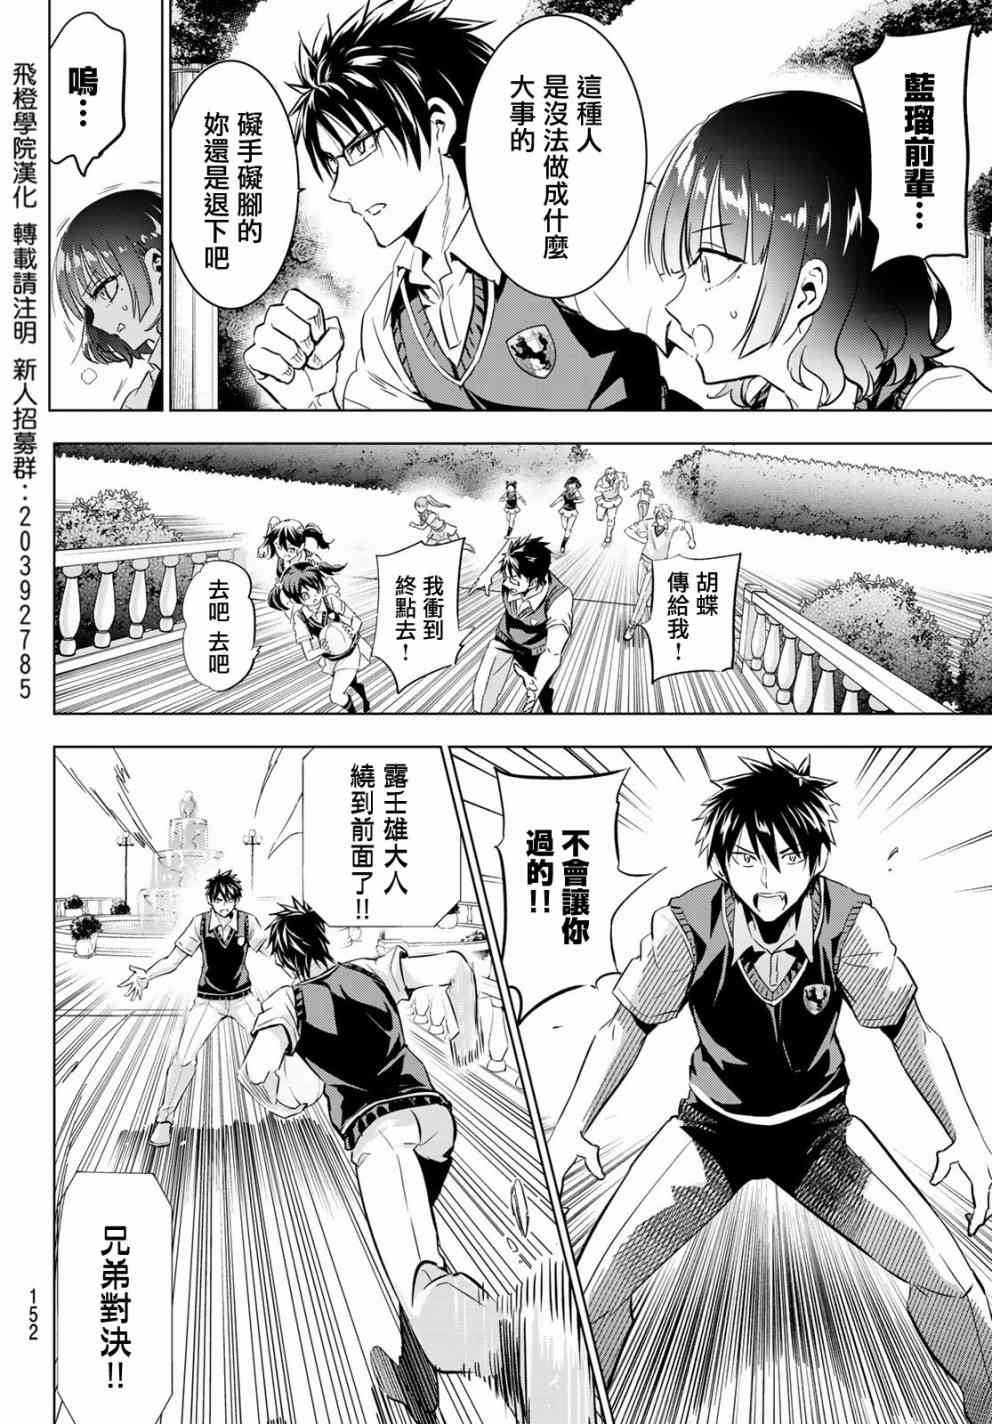 藍瑠前輩…
這種人
是沒法做成什麼
大事的
礙手礙腳的
妳還是退下吧
嗚…
胡蝶
傳給我！
我衝到
終點去！
去吧 去吧
不會讓你
過的!!
露壬雄大人
繞到前面了!!
兄弟對決!!
飛橙學院漢化 轉載請注明 新人招募群：203927785
152